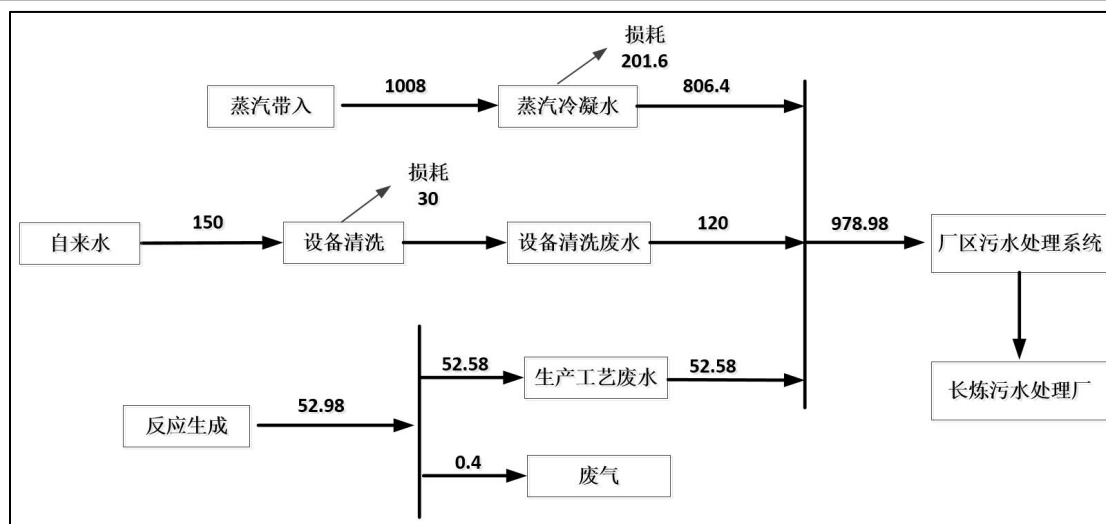 损耗
201.6
蒸汽带入
1008
蒸汽冷凝水
806.4
损耗
30
自来水
150
设备清洗
设备清洗废水
120
978.98
厂区污水处理系统
52.58
生产工艺废水
52.58
长炼污水处理厂
反应生成
52.98
0.4
废气